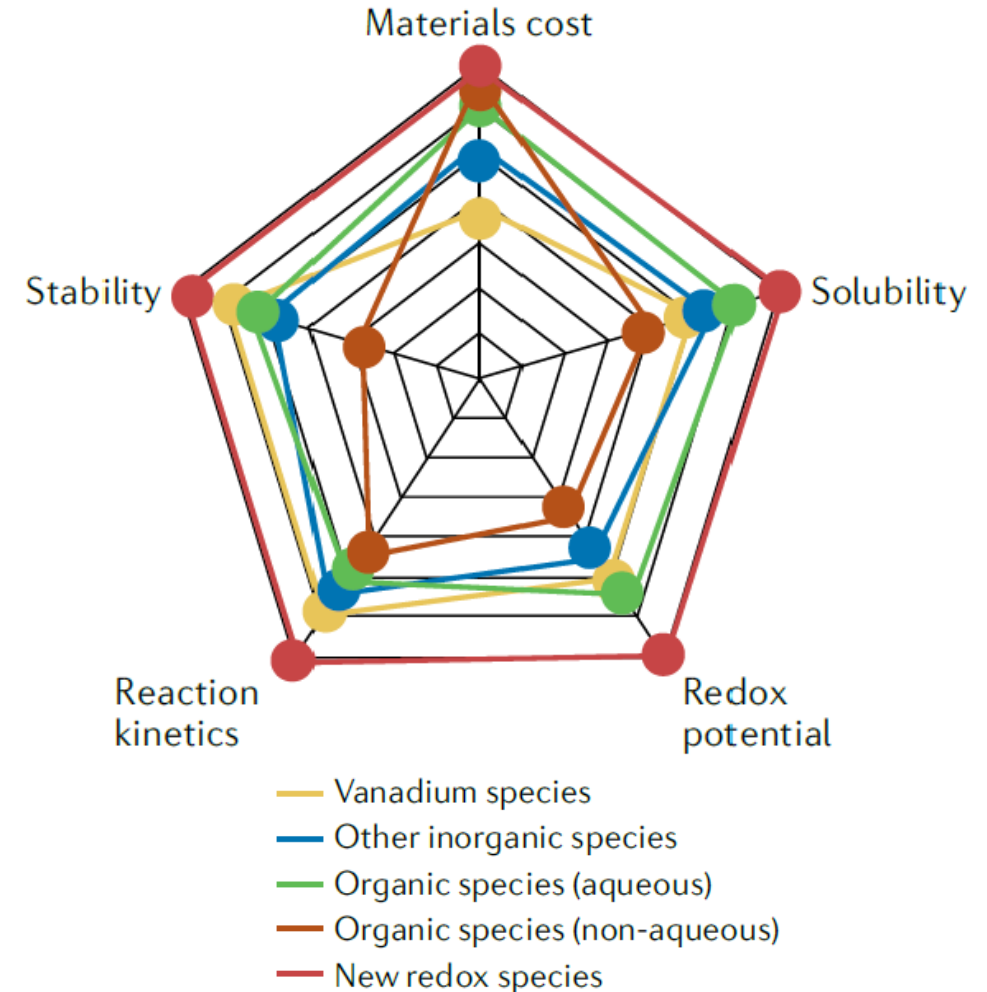 Materials cost
Stability
Solubility
Reaction
kinetics
Redox
potential
Vanadium species
Other inorganic species
Organic species (aqueous)
Organic species (non-aqueous)
New redox species